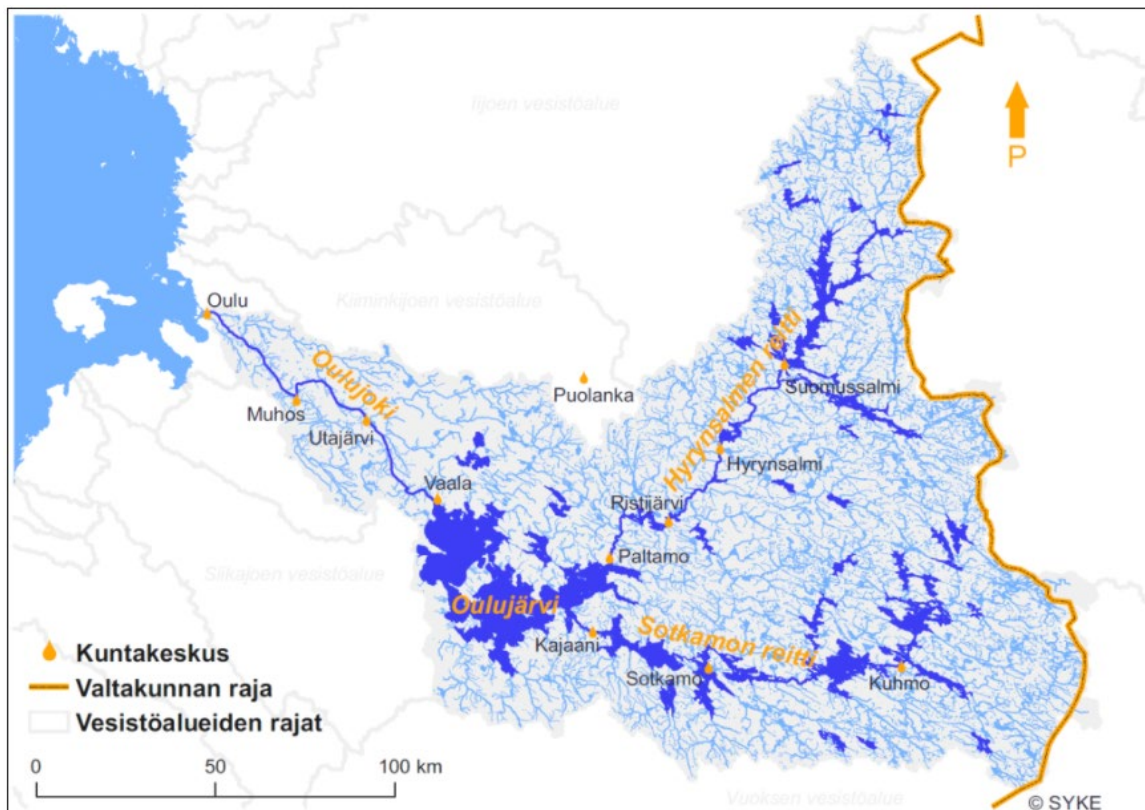 Iijoen vesistöalue
P
Oulu
Kiiminkijoen vesistöalue
Oulujoki
Puolanka
Hyrynsalmen reitti
Suomussalmi
Muhos
Utajärvi
Hyrynsalmi
Vaala
Ristijärvi
Paltamo
Siikajoen vesistöalue
Oulujärvi
Kajaani
Sotkamon reitti
Sotkamo
Kuhmo
Kuntakeskus
Valtakunnan raja
Vesistöalueiden rajat
0 50 100 km
Vuoksen vesistöalue
© SYKE